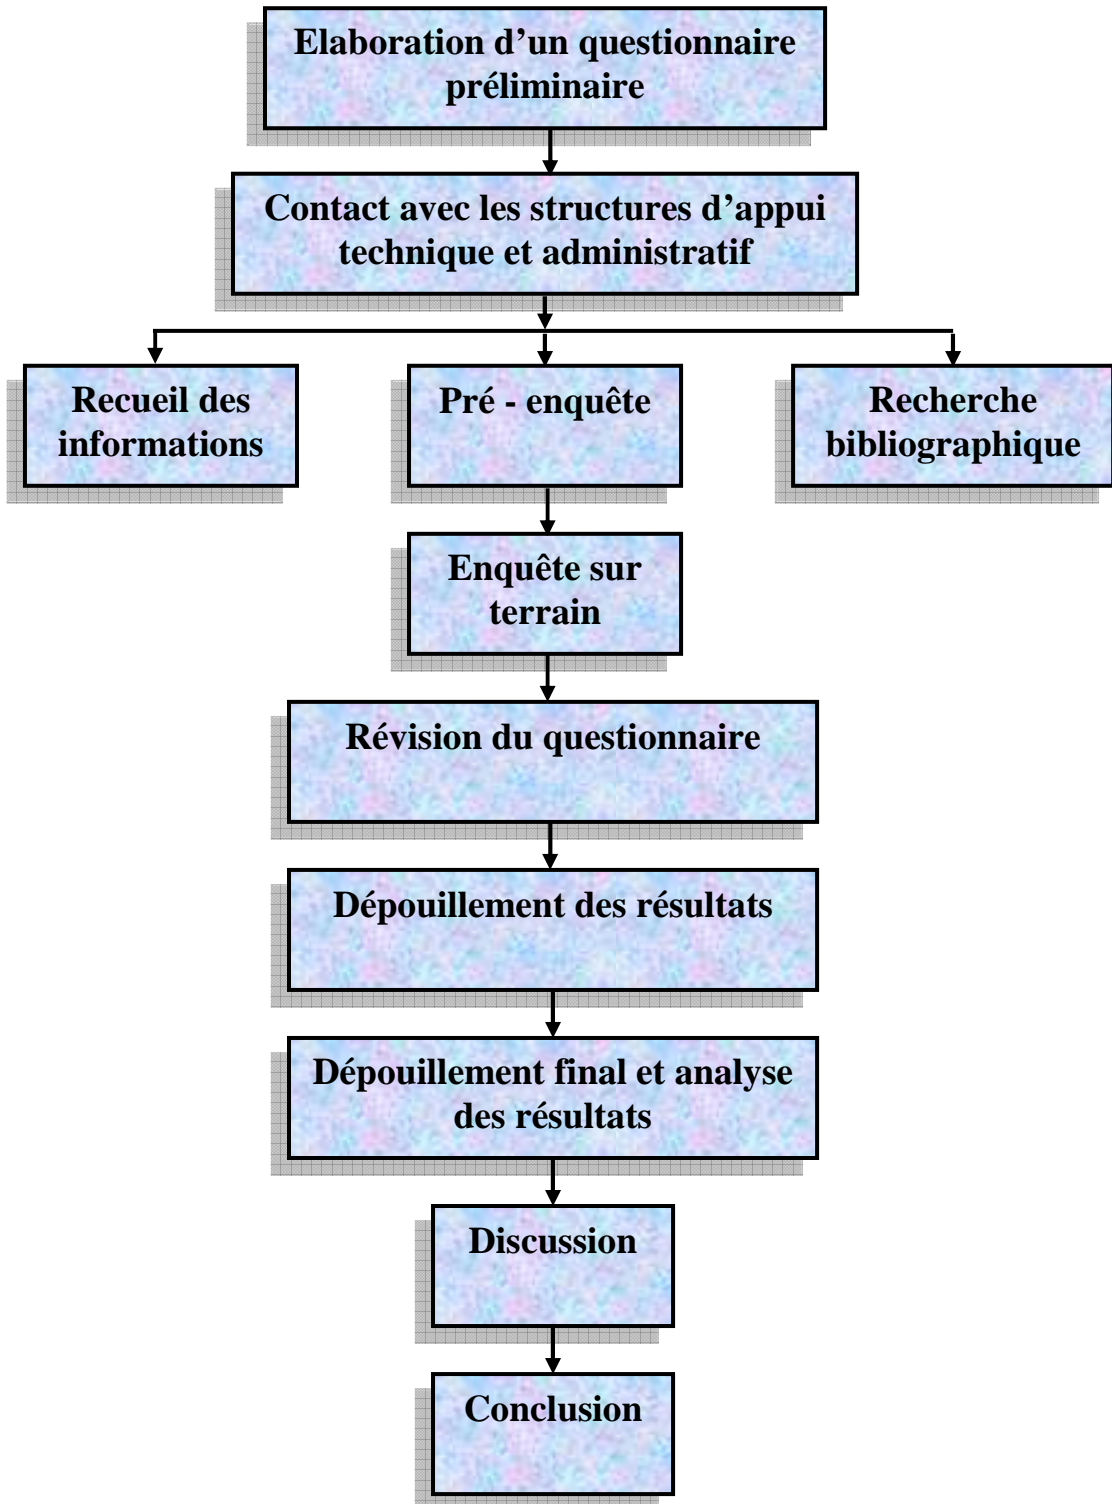 Elaboration d’un questionnaire
préliminaire
Contact avec les structures d’appui
technique et administratif
Recueil des
informations
Pré - enquête
Recherche
bibliographique
Enquête sur
terrain
Révision du questionnaire
Dépouillement des résultats
Dépouillement final et analyse
des résultats
Discussion
Conclusion